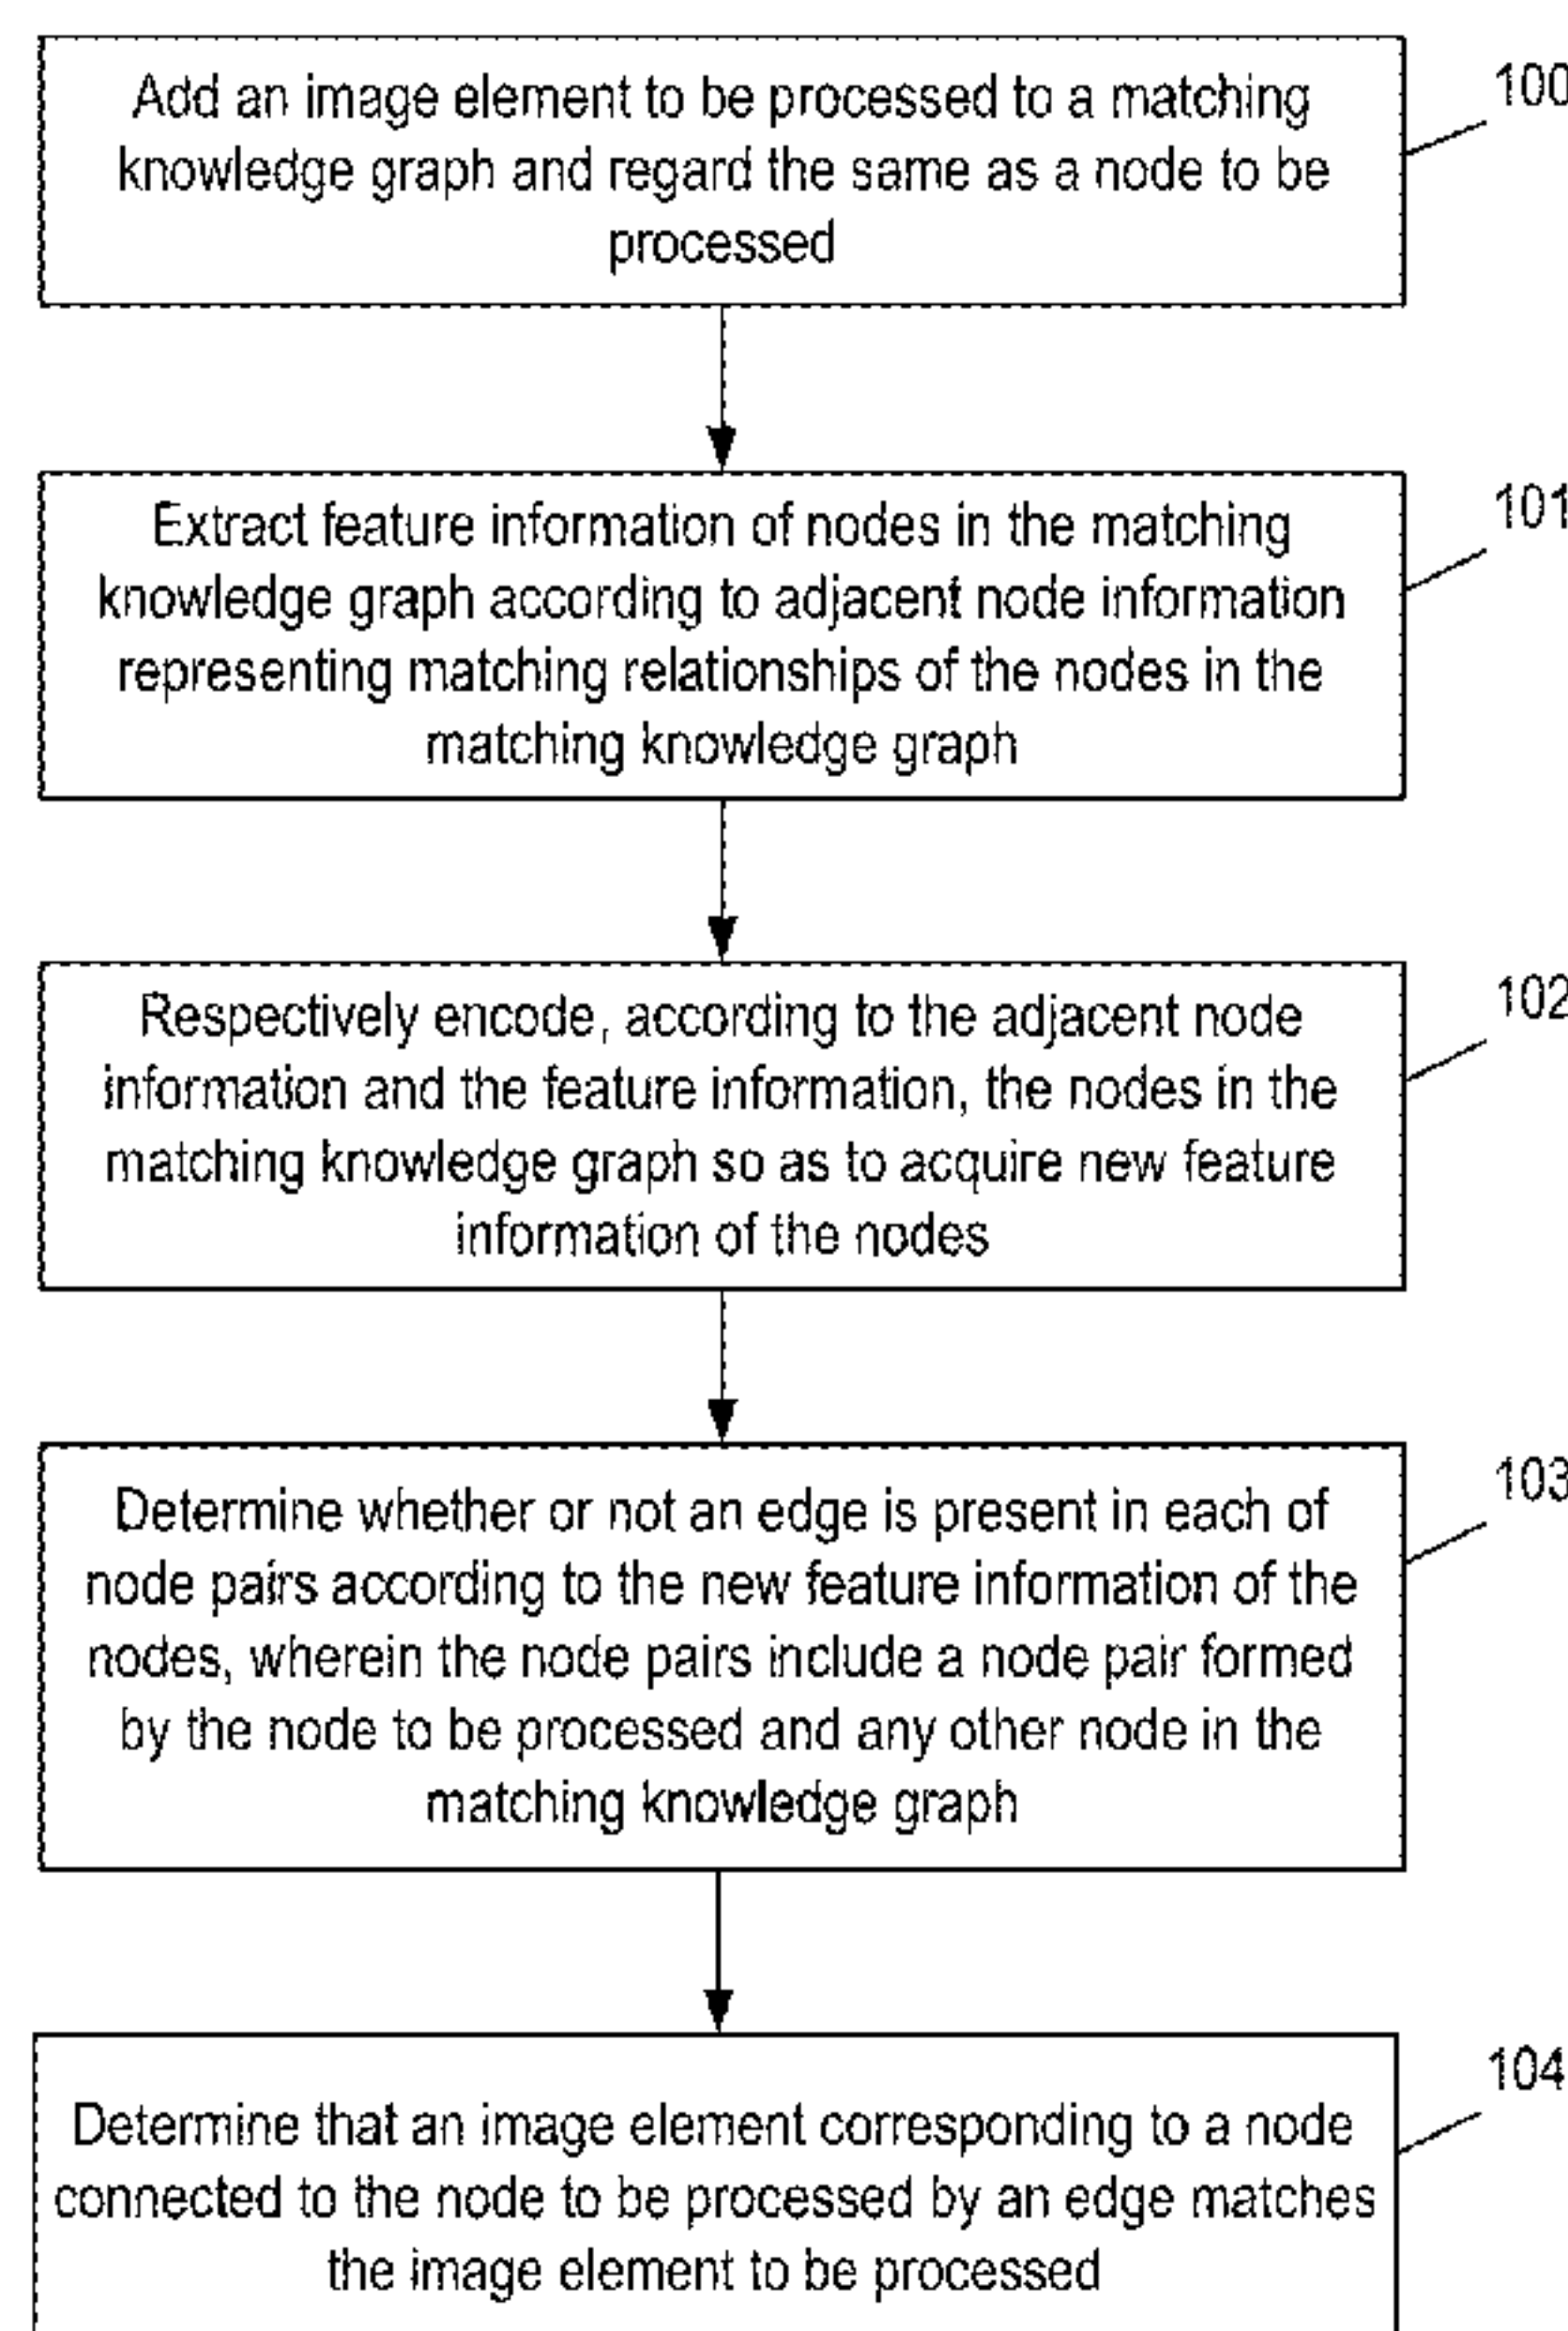 Add an image element to be processed to a matching
knowledge graph and regard the same as a node to be
processed
100
Extract feature information of nodes in the matching
knowledge graph according to adjacent node information
representing matching relationships of the nodes in the
matching knowledge graph
101
Respectively encode, according to the adjacent node
information and the feature information, the nodes in the
matching knowledge graph so as to acquire new feature
information of the nodes
102
Determine whether or not an edge is present in each of
node pairs according to the new feature information of the
nodes, wherein the node pairs include a node pair formed
by the node to be processed and any other node in the
matching knowledge graph
103
Determine that an image element corresponding to a node
connected to the node to be processed by an edge matches
the image element to be processed
104